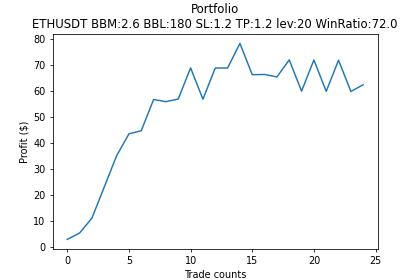 Portfolio
ETHUSDT BBM:2.6 BBL:180 SL:1.2 TP:1.2 lev:20 WinRatio:72.0
80
70
60
50
40
30
20
10
0
Profit ($)
0 5 10 15 20 25
Trade counts